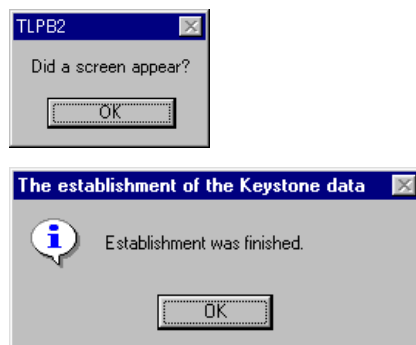 TLPB2
Did a screen appear?
OK
The establishment of the Keystone data
Establishment was finished.
OK